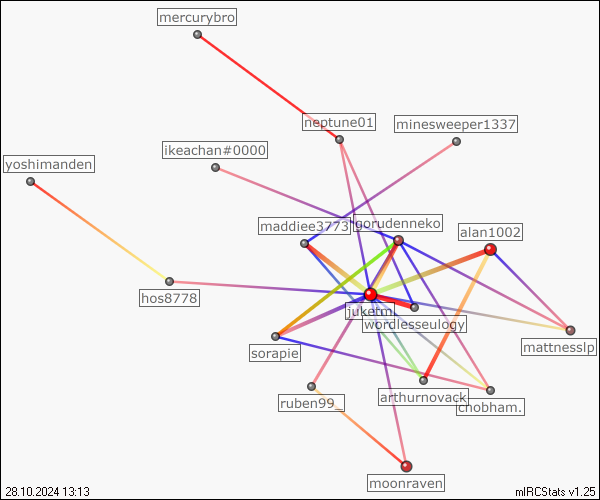 mercurybro
neptune01
minesweeper1337
ikeachan#0000
yoshimanden
maddiee3773
gorudenneko
alan1002
hos8778
jukefm.
wordlesseulogy
sorapie
mattnesslp
ruben99_
arthurnovack
chobham.
moonraven
28.10.2024 13:13
mIRCStats v1.25